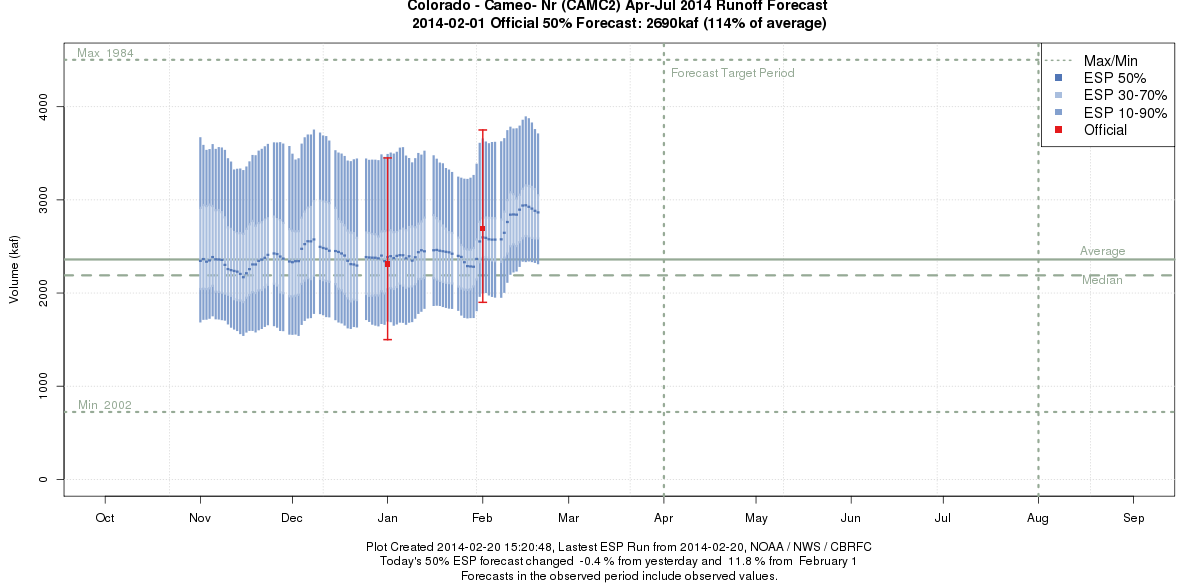 Colorado - Cameo- Nr (CAMC2) Apr-Jul 2014 Runoff Forecast
2014-02-01 Official 50% Forecast: 2690kaf (114% of average)
Max 1984
Forecast Target Period
Max/Min
ESP 50%
ESP 30-70%
ESP 10-90%
Official
Average
Median
Min 2002
Volume (kaf)
4000
3000
2000
1000
0
Oct Nov Dec Jan Feb Mar Apr May Jun Jul Aug Sep
Plot Created 2014-02-20 15:20:48, Lastest ESP Run from 2014-02-20, NOAA / NWS / CBRFC
Today's 50% ESP forecast changed -0.4 % from yesterday and 11.8 % from February 1
Forecasts in the observed period include observed values.